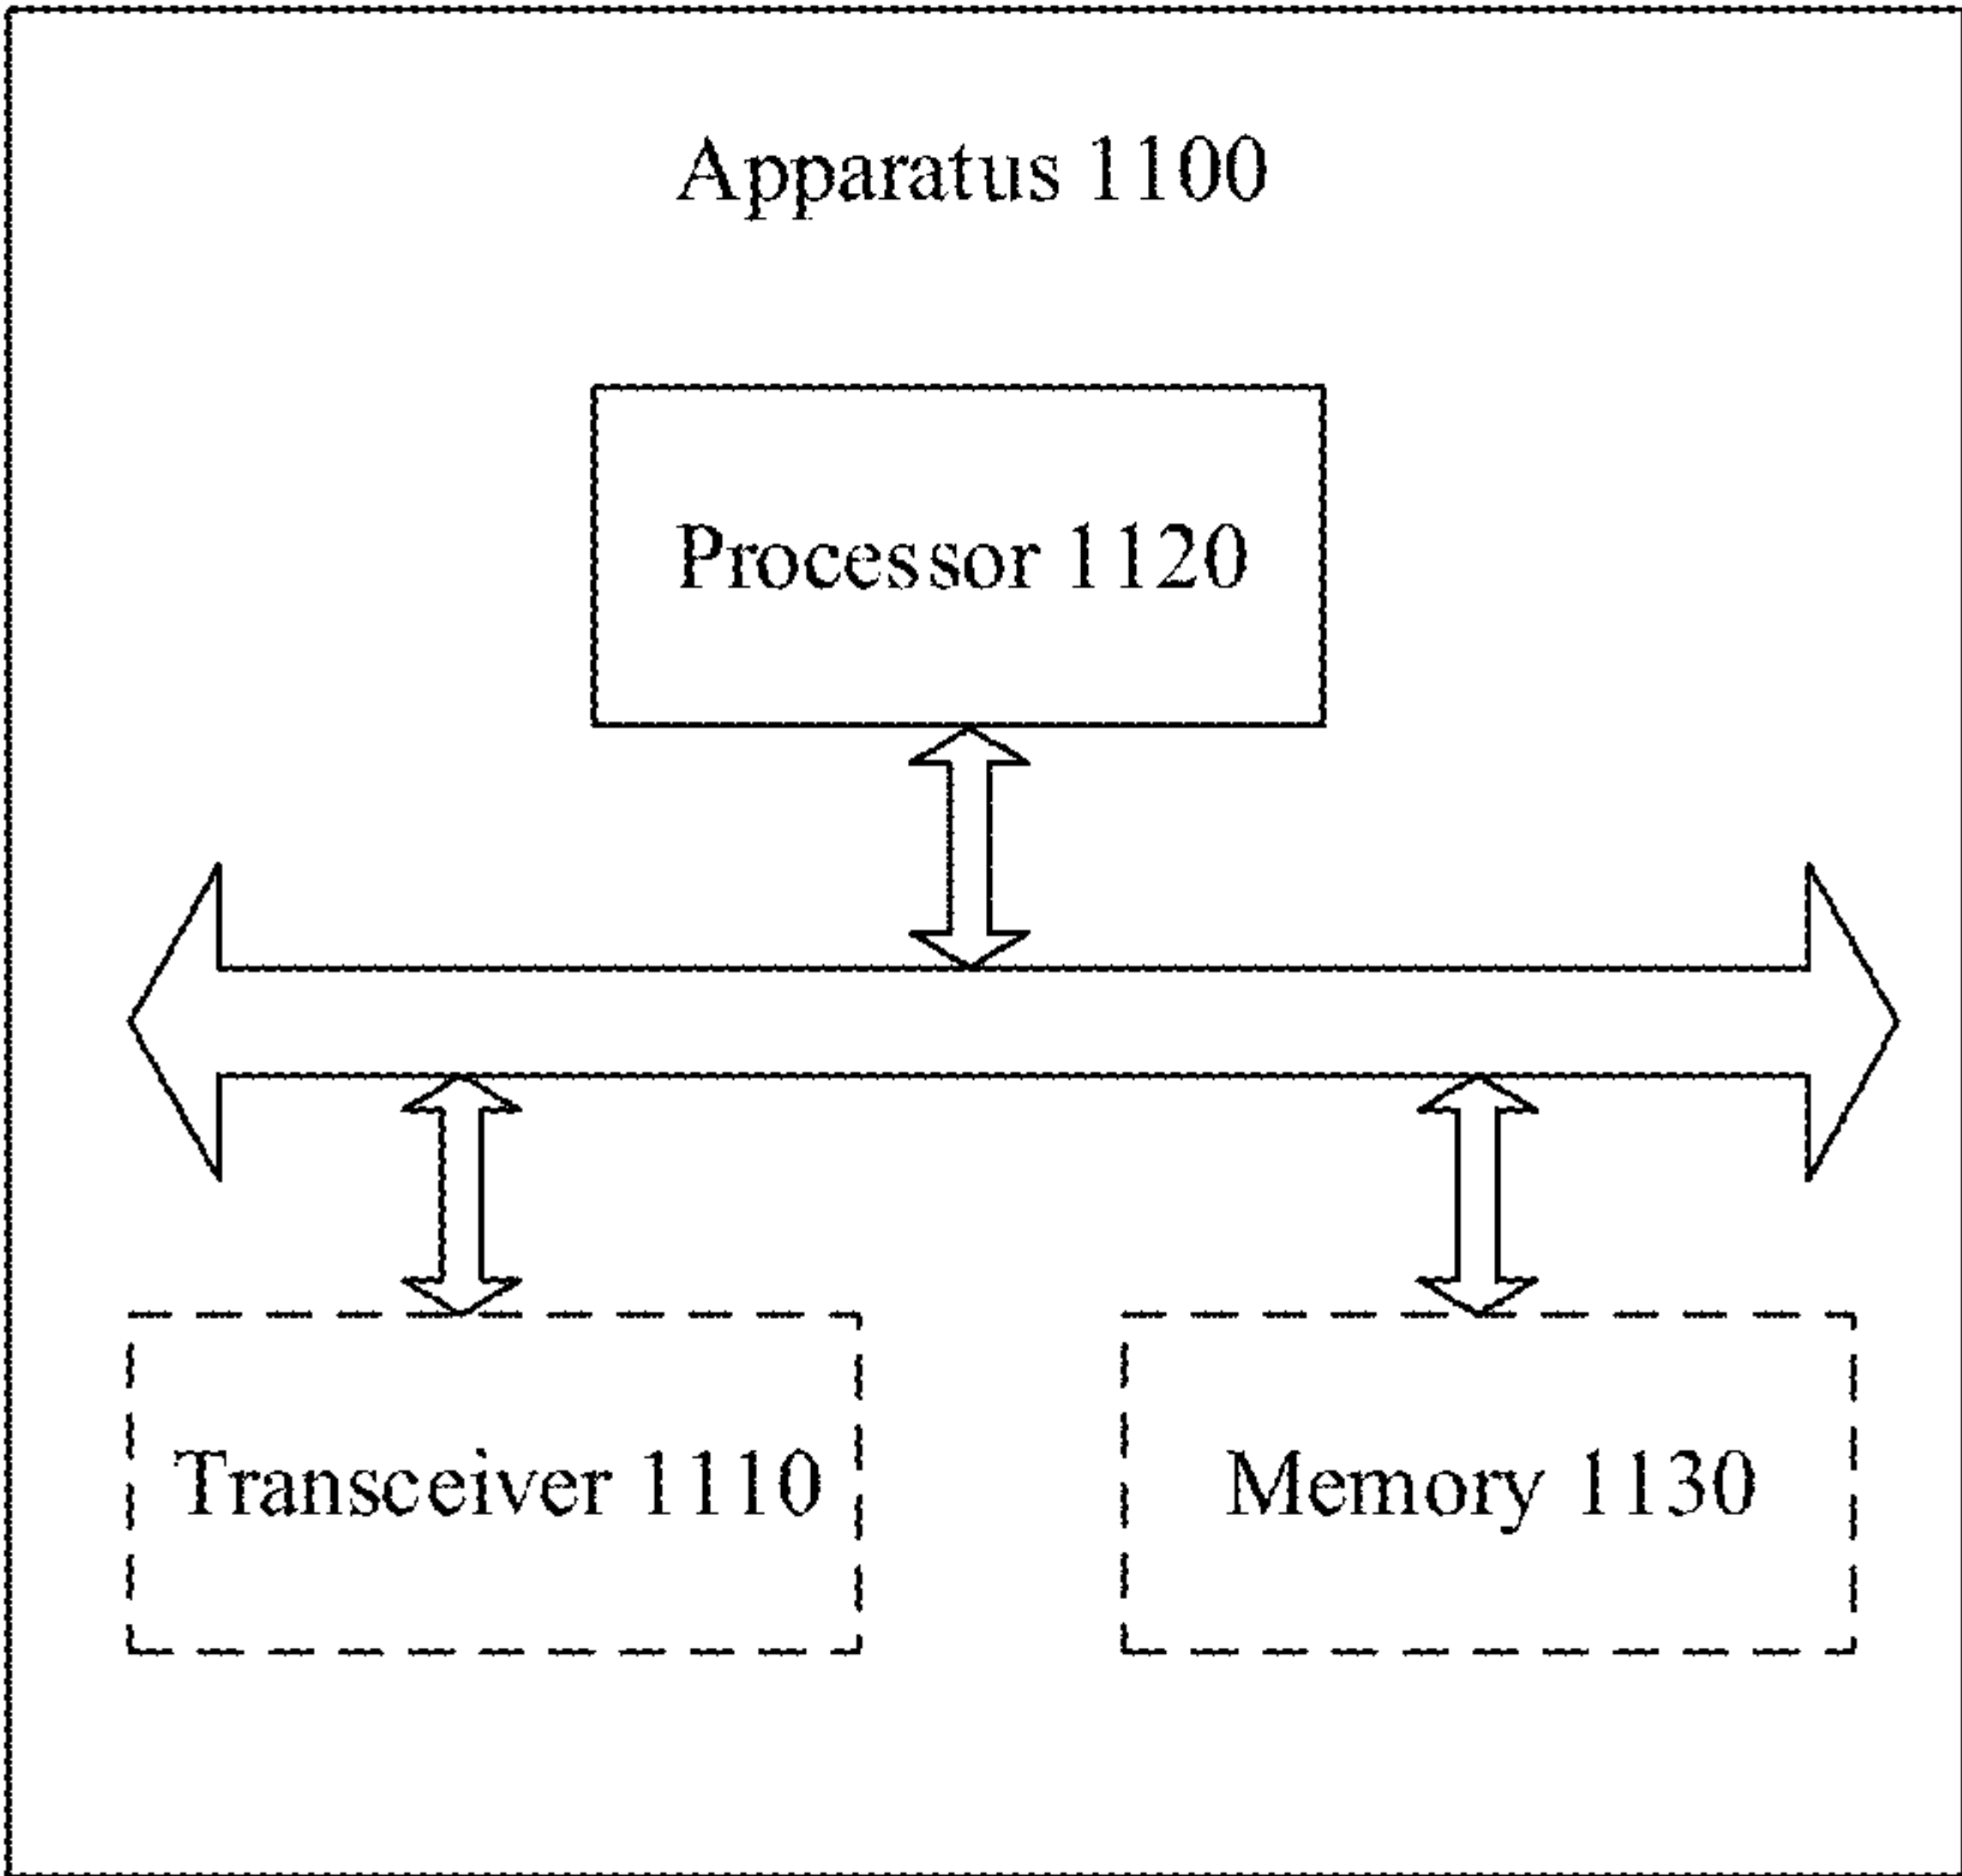 Apparatus 1100
Processor 1120
Transceiver 1110
Memory 1130